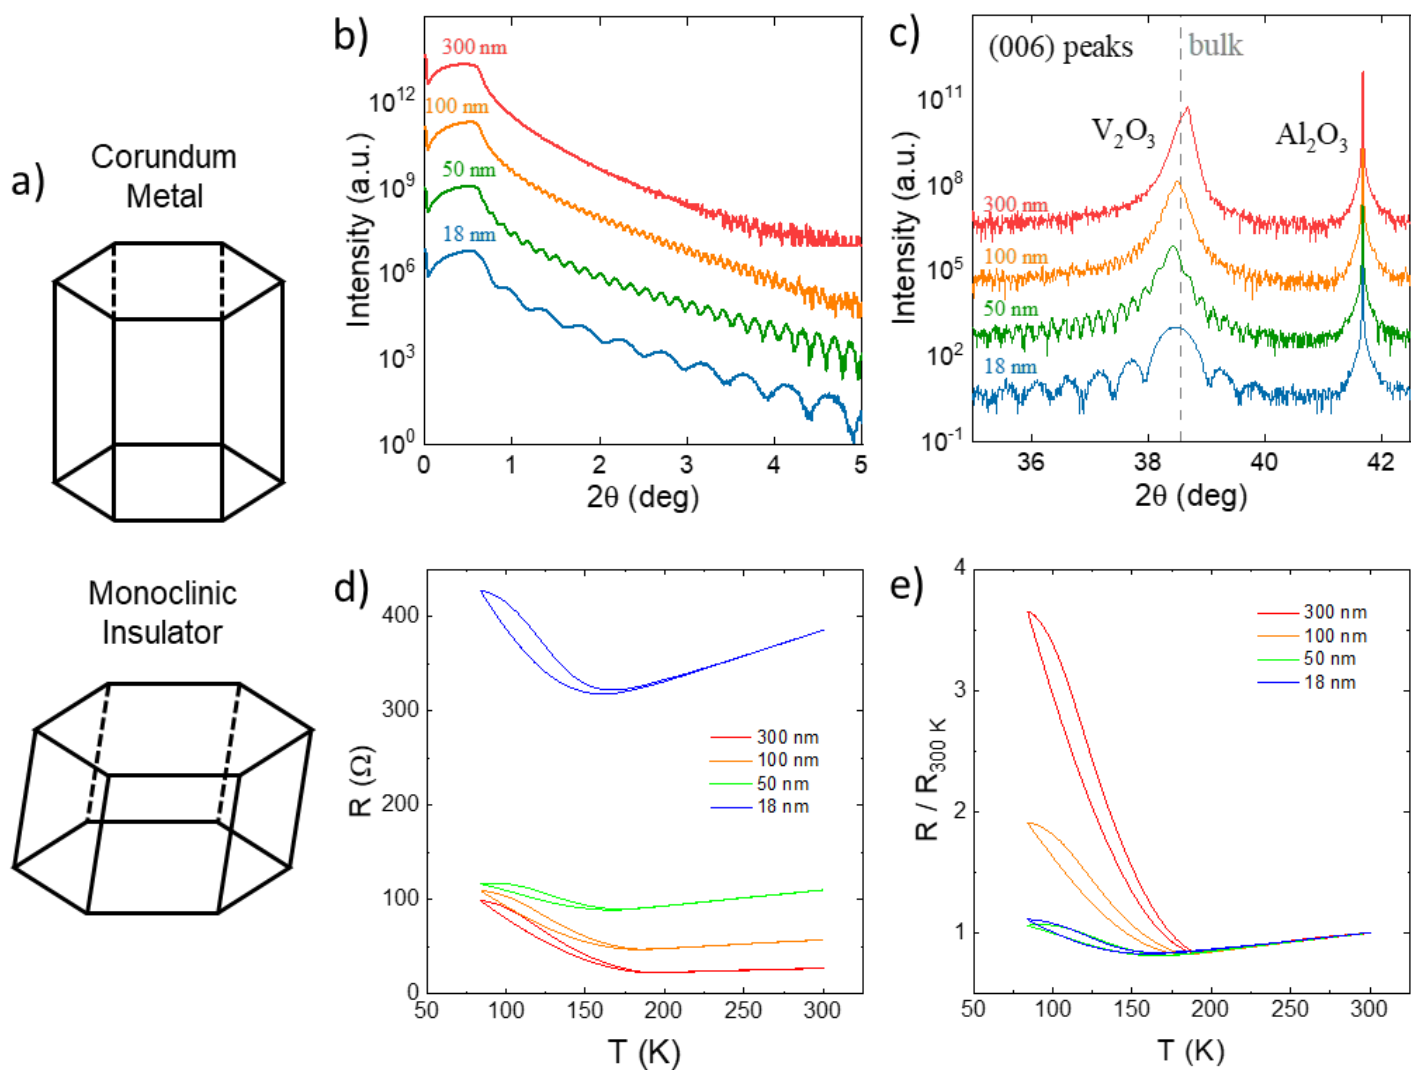 a)
Corundum
Metal
Monoclinic
Insulator
b)
300 nm
100 nm
50 nm
18 nm
Intensity (a.u.)
10^12
10^9
10^6
10^3
10^0
0 1 2 3 4 5
2θ (deg)
c)
(006) peaks
bulk
V₂O₃
Al₂O₃
300 nm
100 nm
50 nm
18 nm
Intensity (a.u.)
10^11
10^8
10^5
10^2
10^-1
36 38 40 42
2θ (deg)
d)
R (Ω)
400
300
200
100
0
300 nm
100 nm
50 nm
18 nm
50 100 150 200 250 300
T (K)
e)
R / R₃₀₀ K
4
3
2
1
300 nm
100 nm
50 nm
18 nm
50 100 150 200 250 300
T (K)